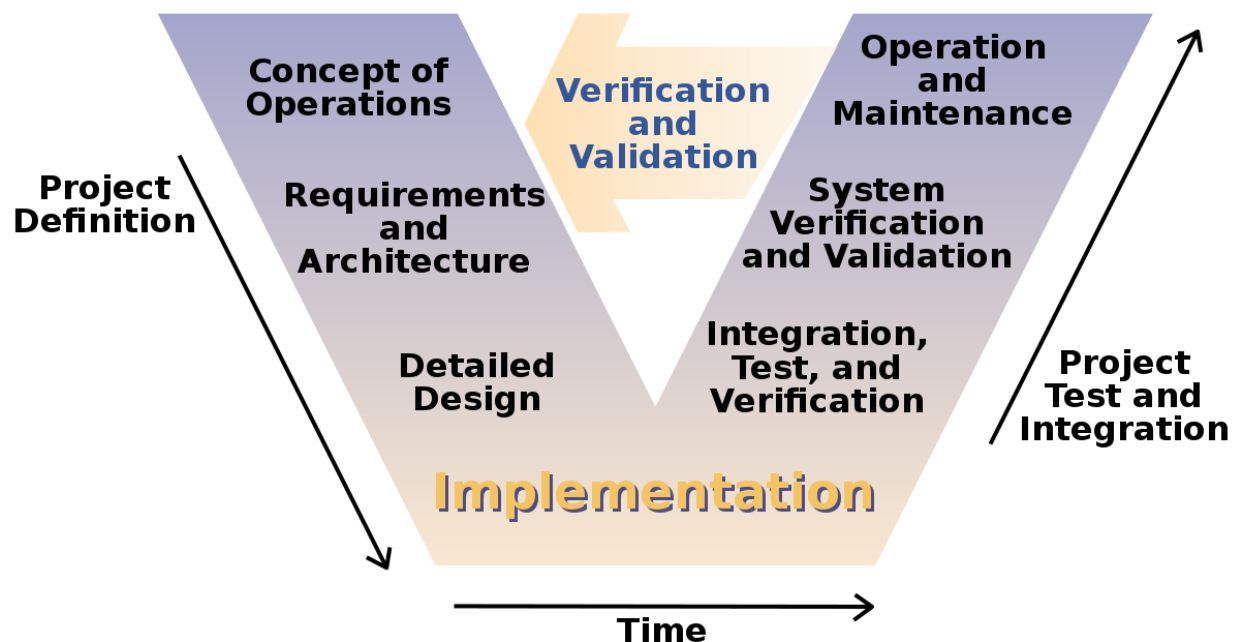 Concept of
Operations
Verification
and
Validation
Operation
and
Maintenance
Project
Definition
Requirements
and
Architecture
System
Verification
and Validation
Detailed
Design
Integration,
Test, and
Verification
Project
Test and
Integration
Implementation
Time